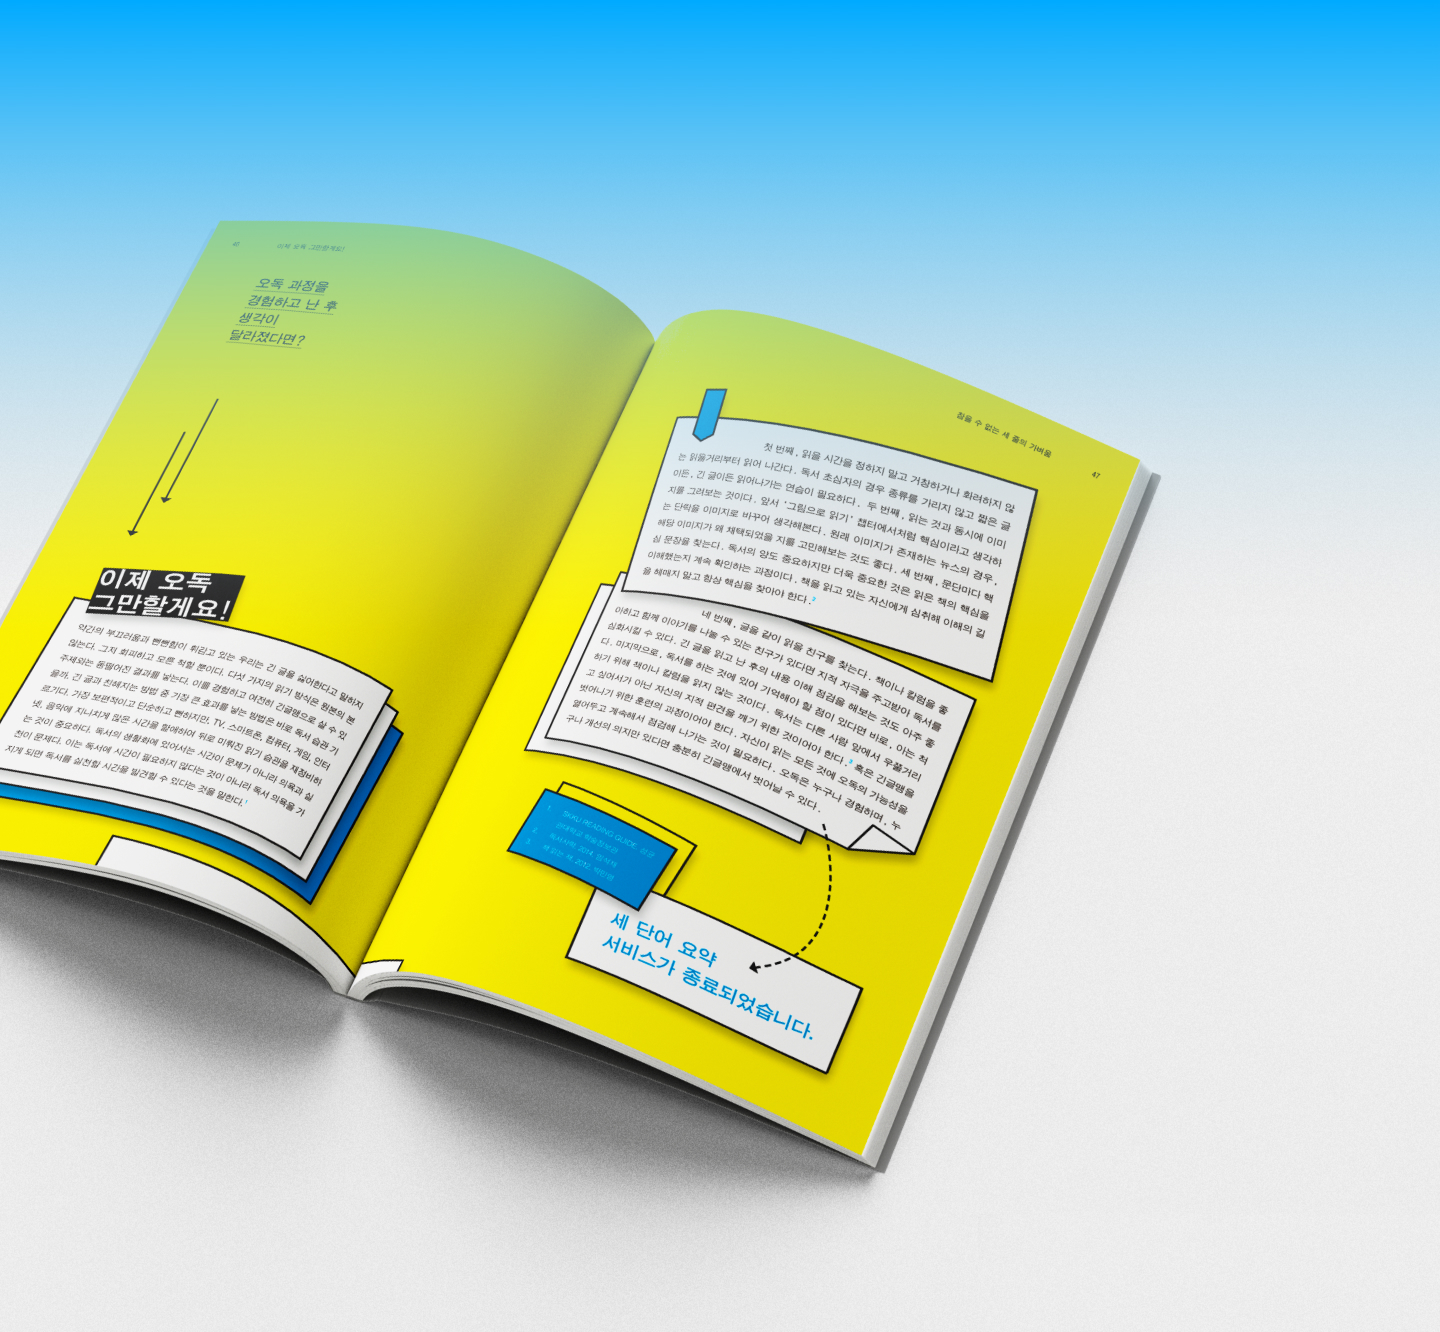 이제 오독 그만할게요!
오독 과정을
경험하고 난 후
생각이
달라졌다면?
이제 오독
그만할게요!
약간의 부끄러움과 뻔뻔함이 뒤감고 있는 우리는 긴 글을 싫어한다고 말하지
않는다. 그저 회피하고 모른 척할 뿐이다. 다섯 가지의 읽기 방식은 원본의 본
주제와는 동떨어진 결과를 낳는다. 이를 경험하고 여전히 긴글맹으로 살 수 있
을까. 긴 글과 친해지는 방법 중 가장 큰 효과를 낳는 방법은 바로 독서 습관 기
르기다. 가장 보편적이고 단순하고 뻔하지만. TV, 스마트폰, 컴퓨터, 게임, 인터
넷, 음악에 지나치게 많은 시간을 할애하여 뒤로 미뤄진 읽기 습관을 재정비하
는 것이 중요하다. 독서의 생활화에 있어서는 시간이 문제가 아니라 의욕과 실
천이 문제다. 이는 독서에 시간이 필요하지 않다는 것이 아니라 독서 의욕을 가
지게 되면 독서를 실천할 시간을 발견할 수 있다는 것을 말한다.1
참을 수 없는 세 줄의 가벼움
47
첫 번째, 읽을 시간을 정하지 말고 거창하거나 화려하지 않
는 읽을거리부터 읽어 나간다. 독서 초심자의 경우 종류를 가리지 않고 짧은 글
이든, 긴 글이든 읽어나가는 연습이 필요하다. 두 번째, 읽는 것과 동시에 이미
지를 그려보는 것이다. 앞서 '그림으로 읽기' 챕터에서처럼 핵심이라고 생각하
는 단락을 이미지로 바꾸어 생각해본다. 원래 이미지가 존재하는 뉴스의 경우,
해당 이미지가 왜 채택되었을 지를 고민해보는 것도 좋다. 세 번째, 문단마다 핵
심 문장을 찾는다. 독서의 양도 중요하지만 더욱 중요한 것은 읽은 책의 핵심을
이해했는지 계속 확인하는 과정이다. 책을 읽고 있는 자신에게 심취해 이해의 길
을 헤매지 말고 항상 핵심을 찾아야 한다.2
네 번째, 글을 같이 읽을 친구를 찾는다. 책이나 칼럼을 좋
아하고 함께 이야기를 나눌 수 있는 친구가 있다면 지적 자극을 주고받아 독서를
심화시킬 수 있다. 긴 글을 읽고 난 후의 내용 이해 점검을 해보는 것도 아주 좋
다. 마지막으로, 독서를 하는 것에 있어 기억해야 할 점이 있다면 바로, 아는 척
하기 위해 책이나 칼럼을 읽지 않는 것이다. 독서는 다른 사람 앞에서 우쭐거리
고 싶어서가 아닌 자신의 지적 편견을 깨기 위한 것이어야 한다.3 혹은 긴글맹을
벗어나기 위한 훈련의 과정이어야 한다. 자신이 읽는 모든 것에 오독의 가능성을
열어두고 계속해서 점검해 나가는 것이 필요하다. 오독은 누구나 경험하며, 누
구나 개선의 의지만 있다면 충분히 긴글맹에서 벗어날 수 있다.
1. SKKU READING GUIDE,
2.
3.
세 단어 요약
서비스가 종료되었습니다.